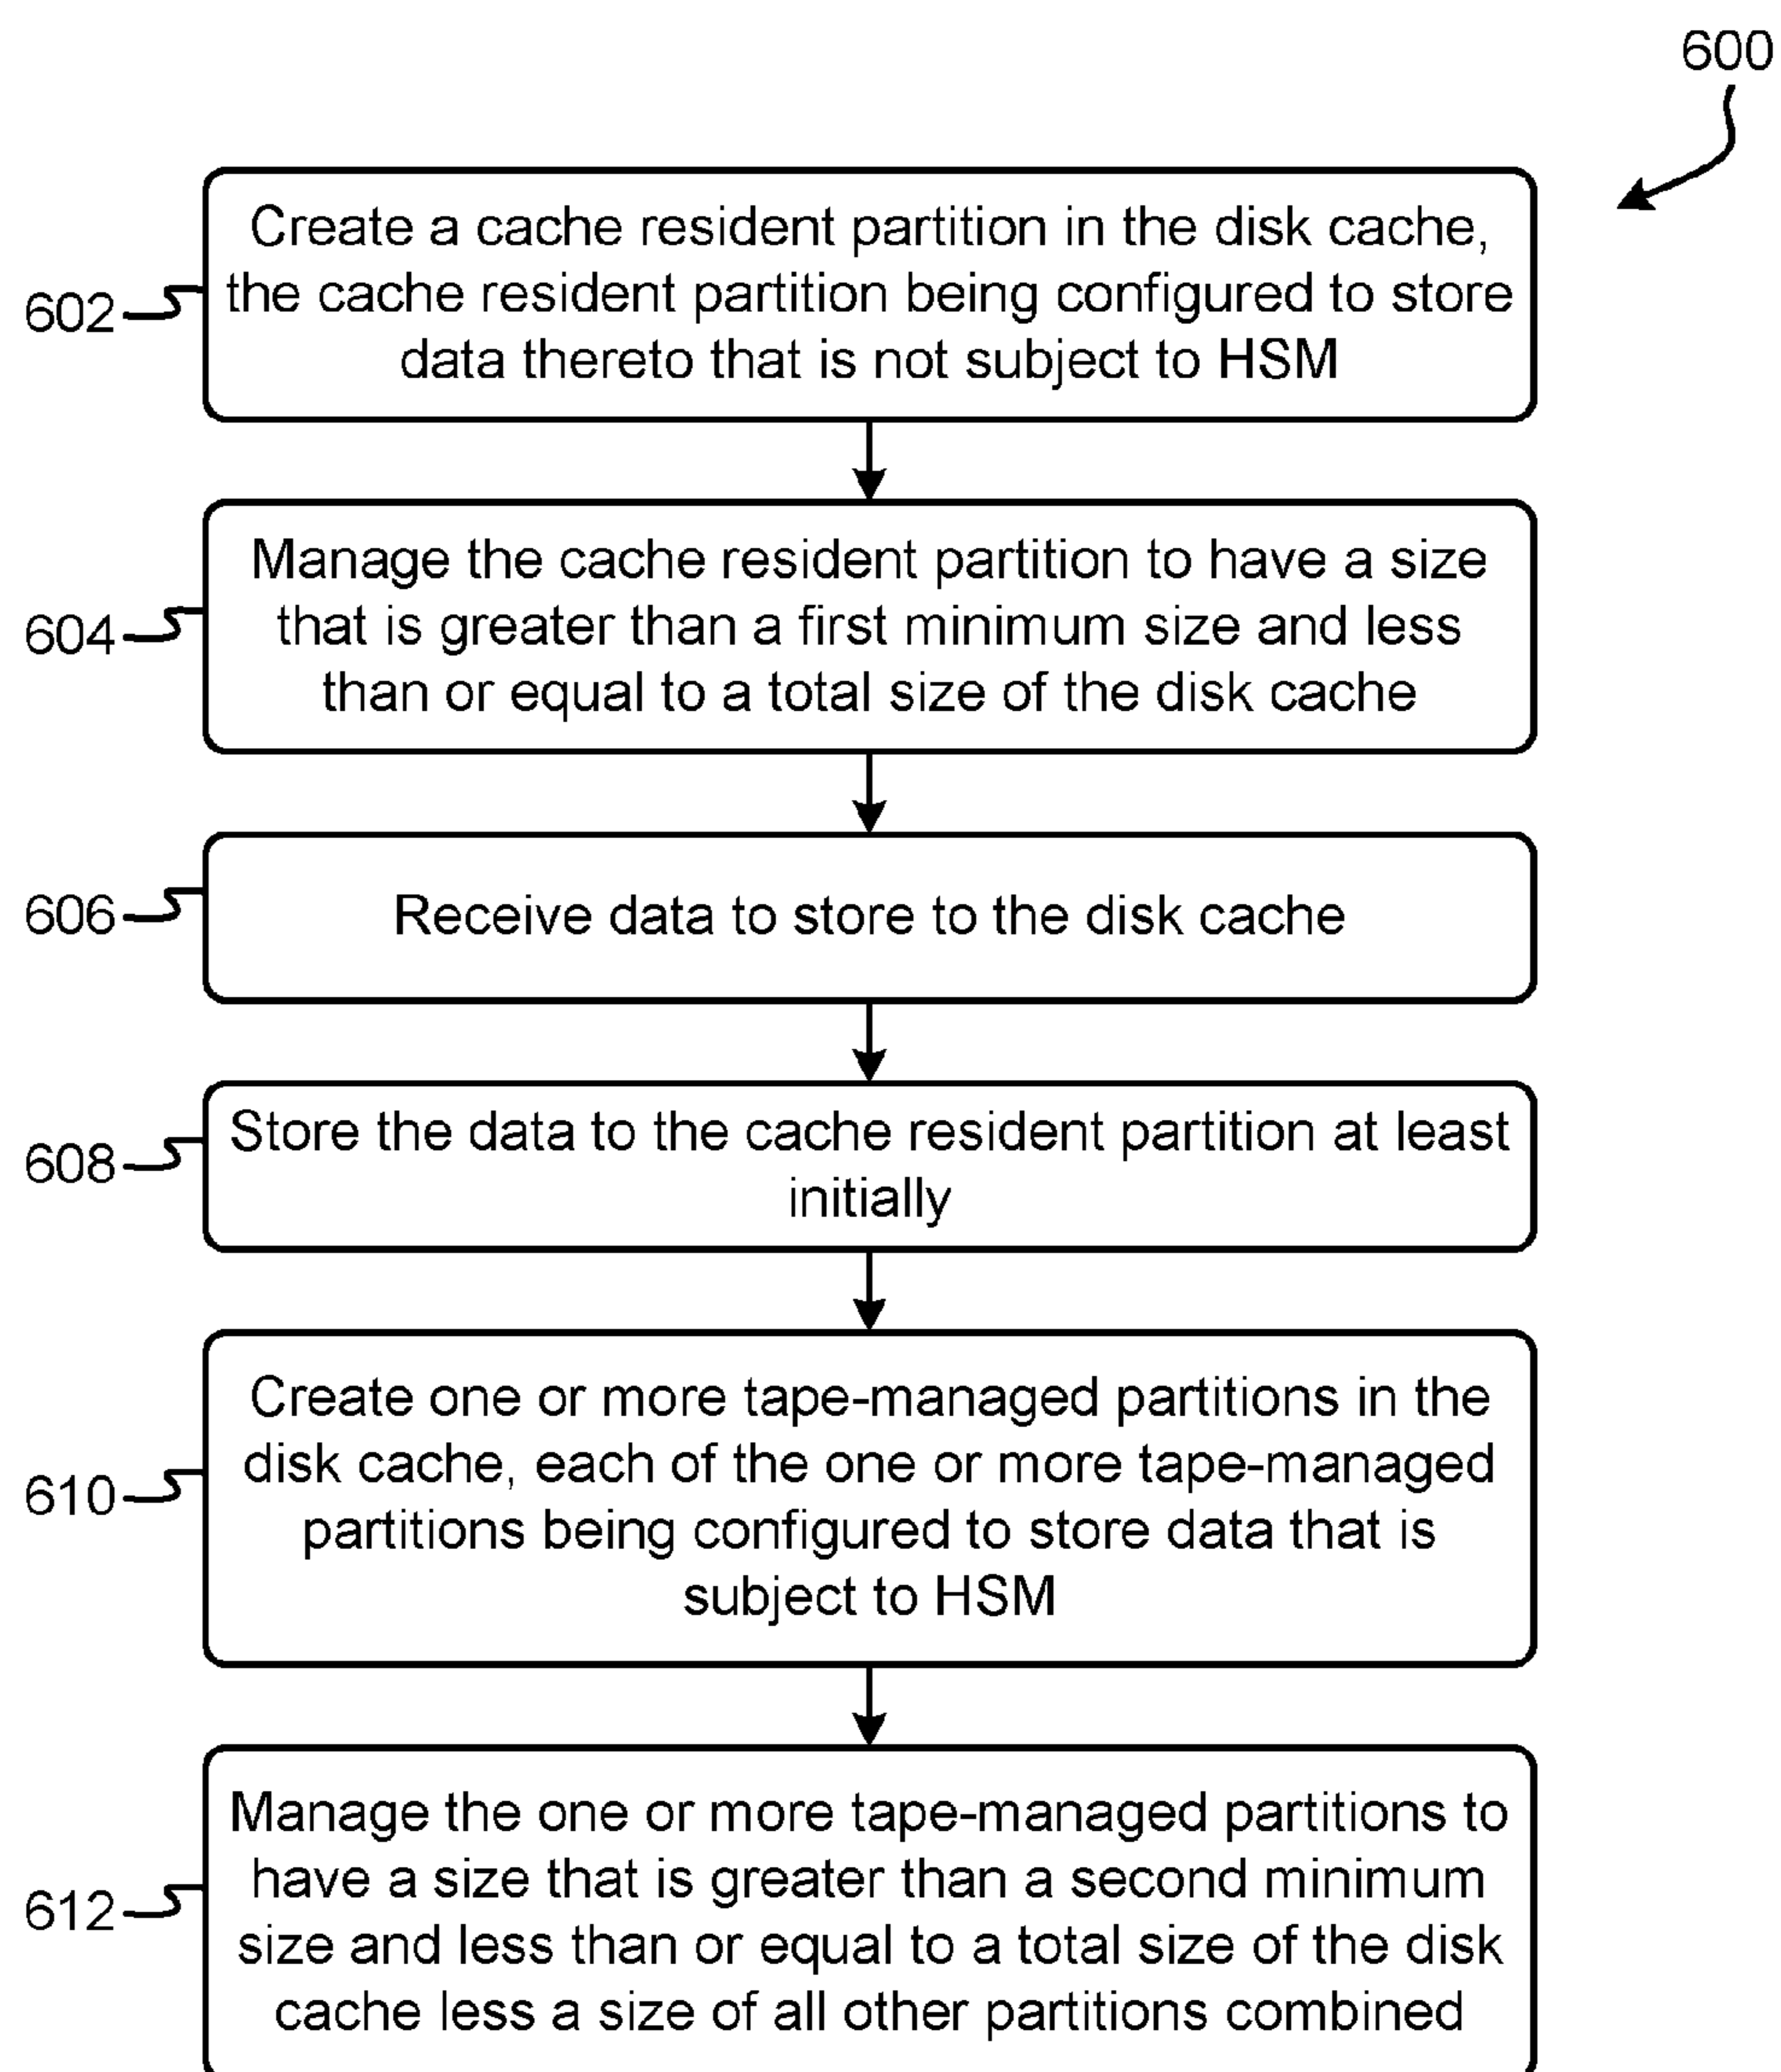 600
602
Create a cache resident partition in the disk cache,
the cache resident partition being configured to store
data thereto that is not subject to HSM
604
Manage the cache resident partition to have a size
that is greater than a first minimum size and less
than or equal to a total size of the disk cache
606
Receive data to store to the disk cache
608
Store the data to the cache resident partition at least
initially
610
Create one or more tape-managed partitions in the
disk cache, each of the one or more tape-managed
partitions being configured to store data that is
subject to HSM
612
Manage the one or more tape-managed partitions to
have a size that is greater than a second minimum
size and less than or equal to a total size of the disk
cache less a size of all other partitions combined